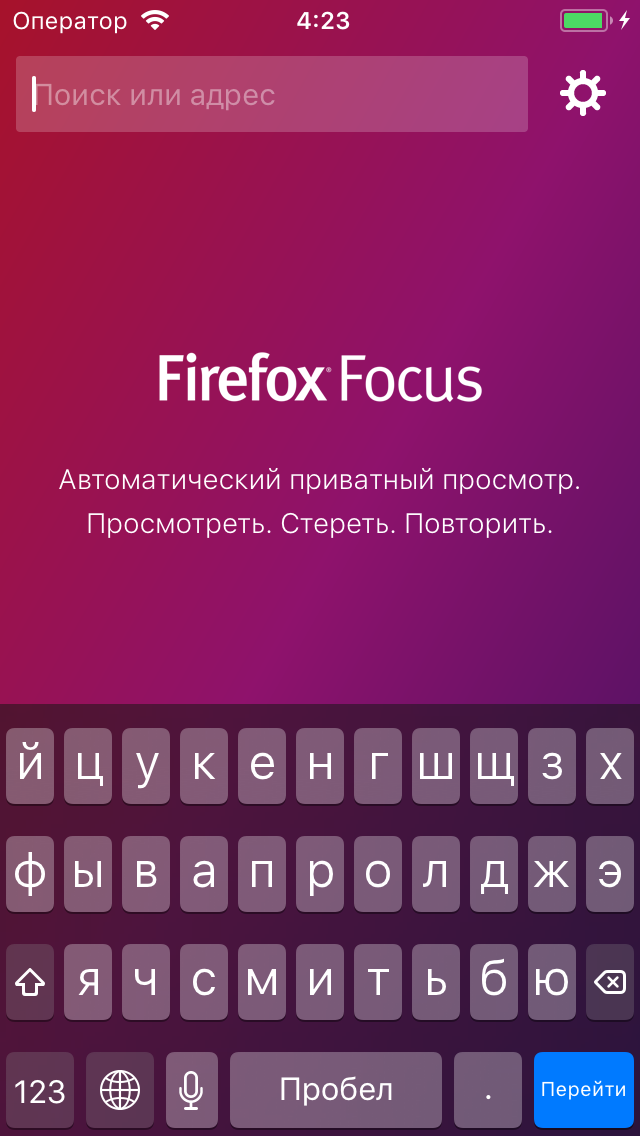 Оператор 4:23
Поиск или адрес
Firefox® Focus
Автоматический приватный просмотр.
Просмотреть. Стереть. Повторить.
й ц у к е н г ш щ з х
ф ы в а п р о л д ж э
я ч с м и т ь б ю
123 Пробел . Перейти